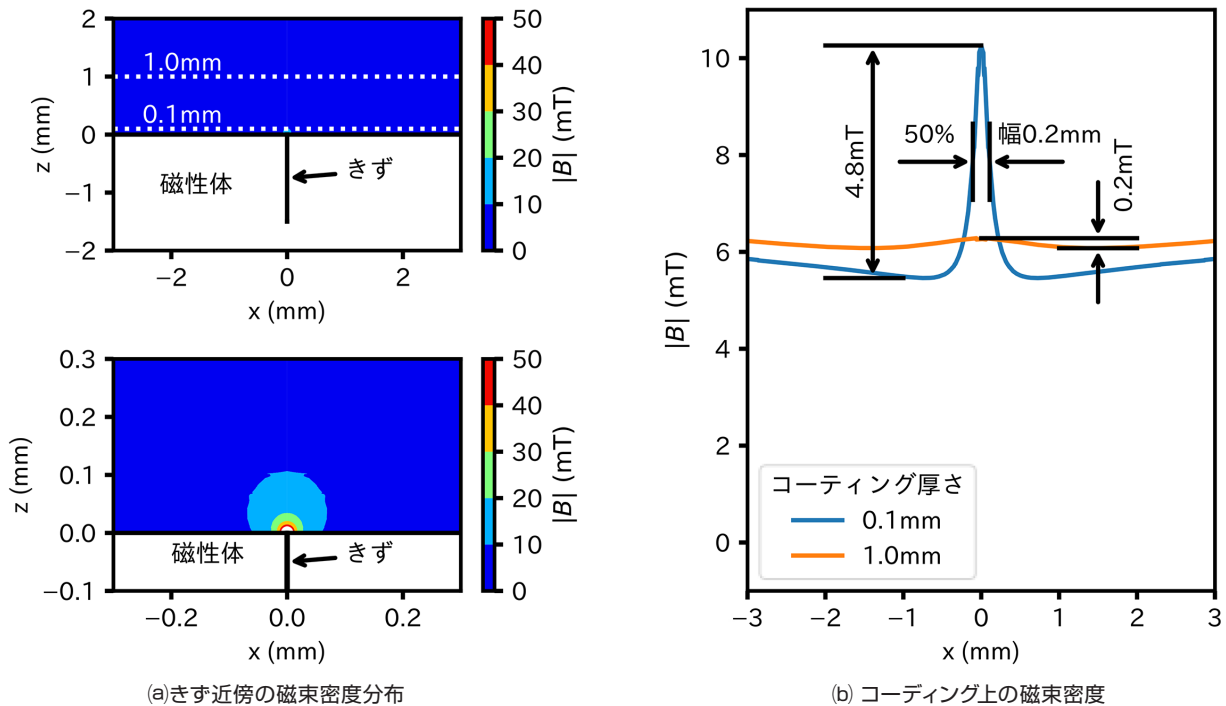 2
1
0
−1
−2
z (mm)
1.0mm
0.1mm
磁性体
きず
−2
0
2
x (mm)
50
40
30
20
10
0
|B| (mT)
0.3
0.2
0.1
0.0
−0.1
z (mm)
磁性体
きず
−0.2
0.0
0.2
x (mm)
50
40
30
20
10
0
|B| (mT)
(a)きず近傍の磁束密度分布
10
8
6
4
2
0
|B| (mT)
4.8mT
50%
幅0.2mm
0.2mT
コーティング厚さ
0.1mm
1.0mm
−3
−2
−1
0
1
2
3
x (mm)
(b) コーディング上の磁束密度